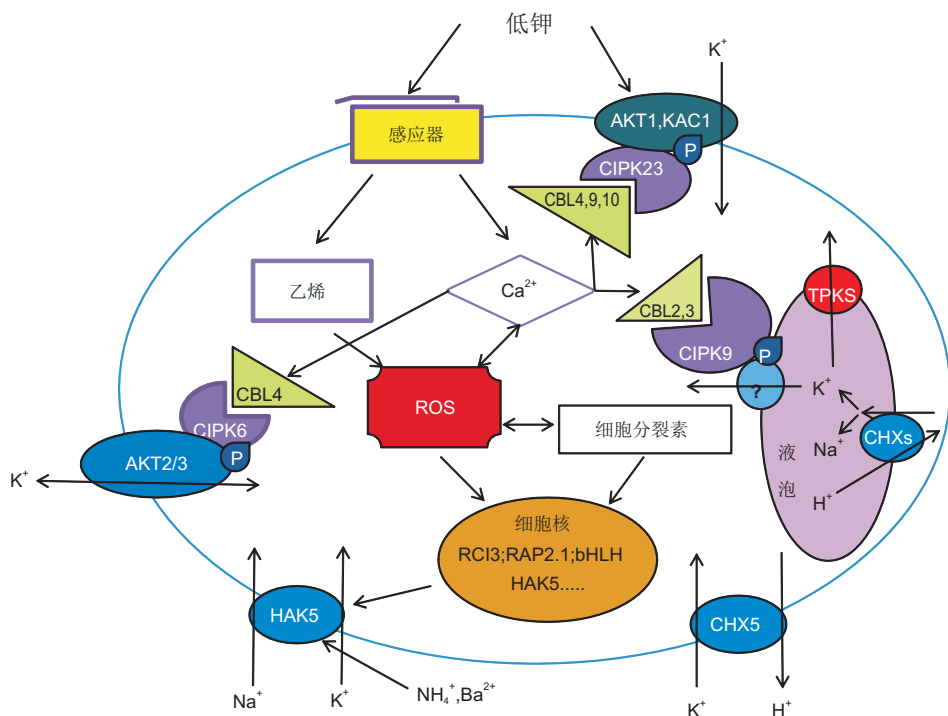 低钾
K⁺
AKT1,KAC1
P
CIPK23
感应器
CBL4,9,10
乙烯
Ca²⁺
CBL2,3
CIPK9
P
TPKS
?
K⁺
CBL4
CIPK6
P
AKT2/3
K⁺
ROS
细胞分裂素
CHXs
Na⁺
液
泡
H⁺
细胞核
RCI3;RAP2.1;bHLH
HAK5.....
HAK5
CHX5
Na⁺
K⁺
NH₄⁺,Ba²⁺
K⁺
H⁺